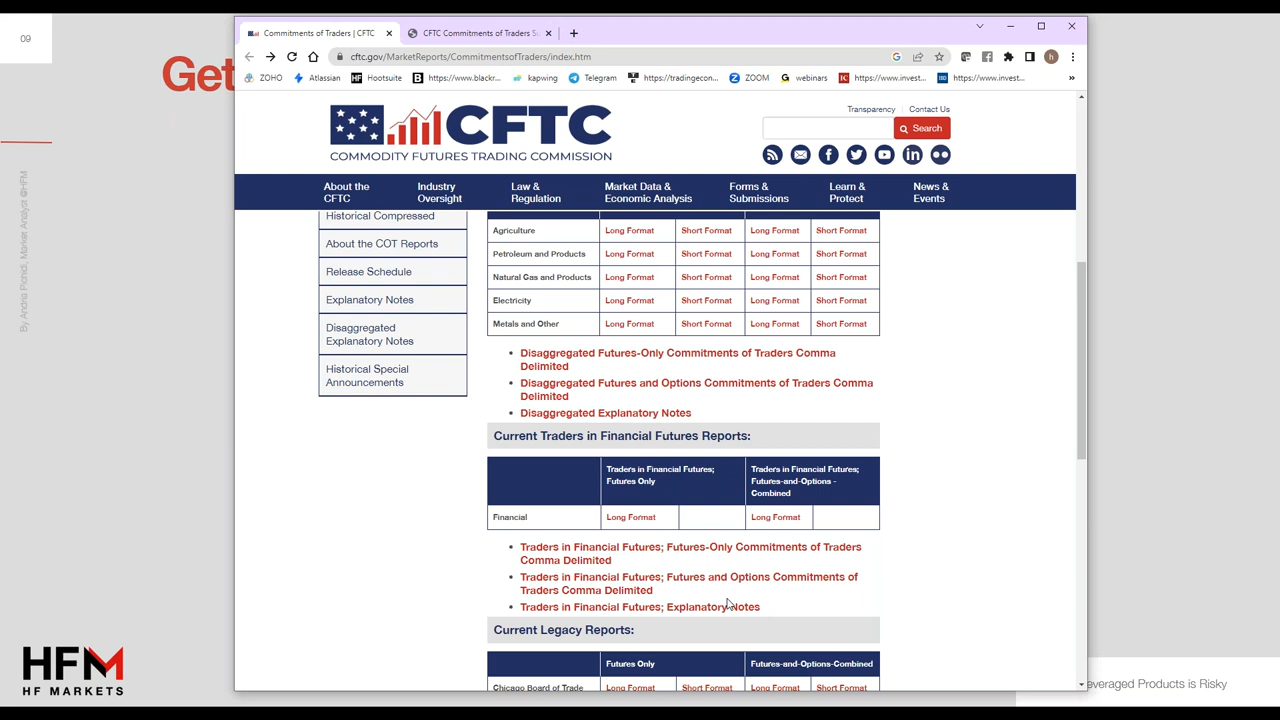 09
Get
By Andria Pichidi, Market Analyst @HFM
Commitments of Traders | CFTC
CFTC Commitments of Traders
cftc.gov/MarketReports/CommitmentsofTraders/index.htm
h
ZOHO
Atlassian
Hootsuite
https://www.blackr...
kapwing
Telegram
https://tradingecon...
ZOOM
webinars
https://www.invest...
https://www.invest...
»
Transparency
Contact Us
CFTC
COMMODITY FUTURES TRADING COMMISSION
Search
About the CFTC
Industry Oversight
Law & Regulation
Market Data & Economic Analysis
Forms & Submissions
Learn & Protect
News & Events
Historical Compressed
About the COT Reports
Release Schedule
Explanatory Notes
Disaggregated
Explanatory Notes
Historical Special
Announcements
Agriculture Long Format Short Format Long Format Short Format
Petroleum and Products Long Format Short Format Long Format Short Format
Natural Gas and Products Long Format Short Format Long Format Short Format
Electricity Long Format Short Format Long Format Short Format
Metals and Other Long Format Short Format Long Format Short Format
• Disaggregated Futures-Only Commitments of Traders Comma
Delimited
• Disaggregated Futures and Options Commitments of Traders Comma
Delimited
• Disaggregated Explanatory Notes
Current Traders in Financial Futures Reports:
Traders in Financial Futures;
Futures Only
Traders in Financial Futures;
Futures-and-Options -
Combined
Financial Long Format Long Format
• Traders in Financial Futures; Futures-Only Commitments of Traders
Comma Delimited
• Traders in Financial Futures; Futures and Options Commitments of
Traders Comma Delimited
• Traders in Financial Futures; Explanatory Notes
Current Legacy Reports:
Futures Only Futures-and-Options-Combined
Chicago Board of Trade Long Format Short Format Long Format Short Format
HFM
HF MARKETS
everaged Products is Risky